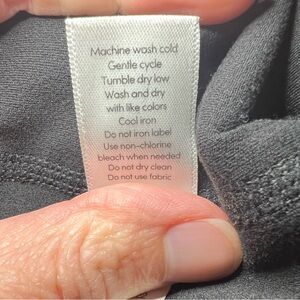 Machine wash cold
Gentle cycle
Tumble dry low
Wash and dry
with like colors
Cool iron
Do not iron label
Use non-chlorine
bleach when needed
Do not dry clean
Do not use fabric